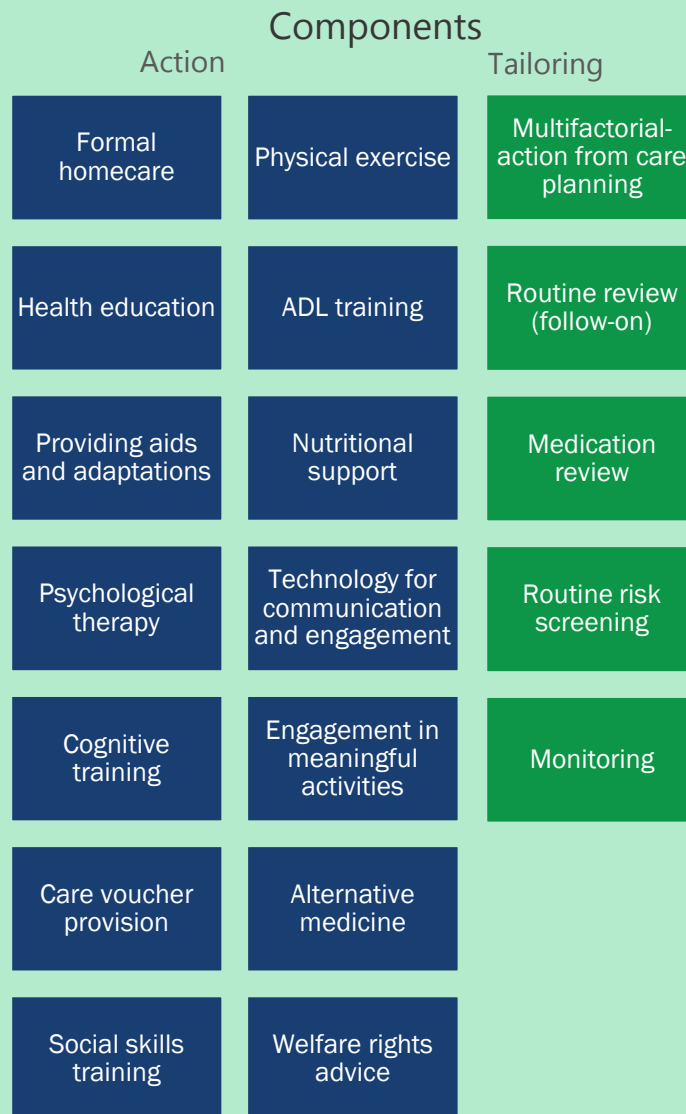 Components
Action
Tailoring
Formal
homecare
Physical exercise
Multifactorial-
action from care
planning
Health education
ADL training
Routine review
(follow-on)
Providing aids
and adaptations
Nutritional
support
Medication
review
Psychological
therapy
Technology for
communication
and engagement
Routine risk
screening
Cognitive
training
Engagement in
meaningful
activities
Monitoring
Care voucher
provision
Alternative
medicine
Social skills
training
Welfare rights
advice